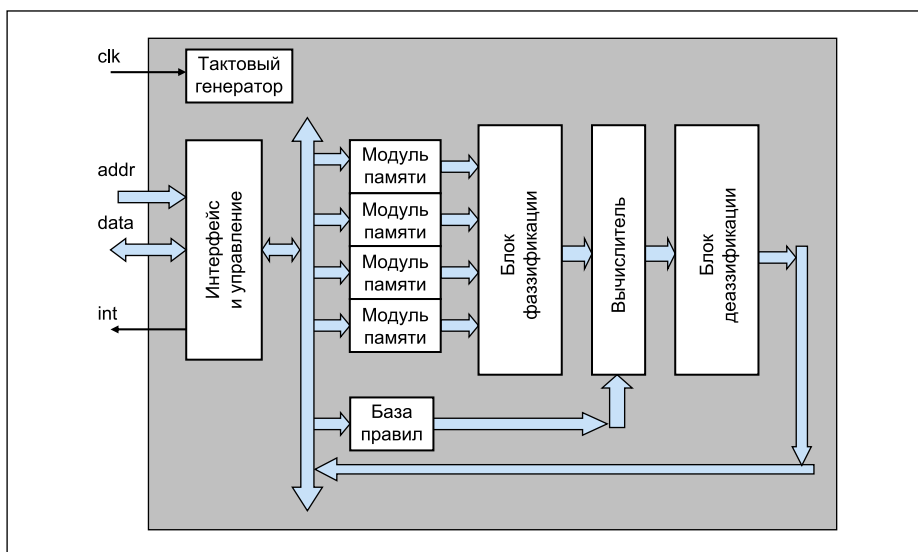 clk
Тактовый
генератор
addr
data
int
Интерфейс
и управление
Модуль
памяти
Модуль
памяти
Модуль
памяти
Модуль
памяти
База
правил
Блок
фаззификации
Вычислитель
Блок
деаззификации